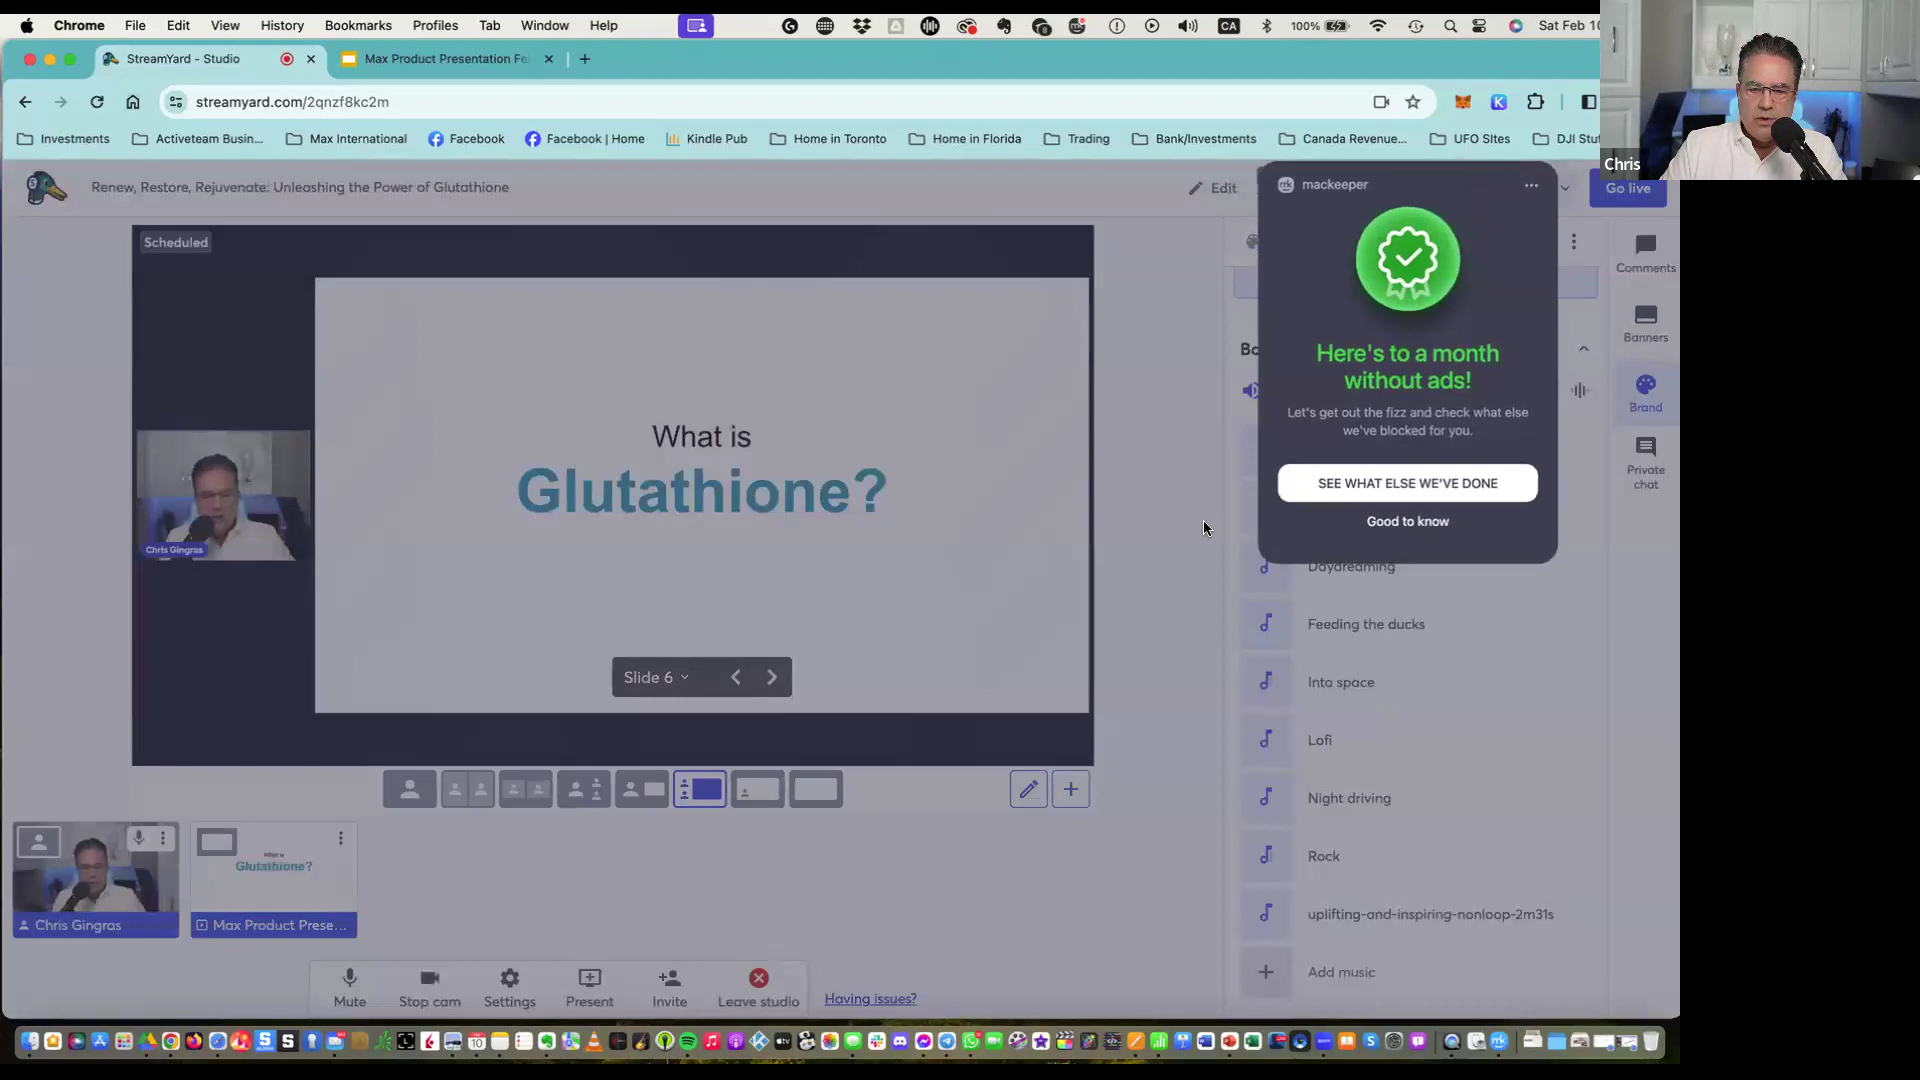 Chrome File Edit View History Bookmarks Profiles Tab Window Help CA 100% Sat Feb 10
StreamYard - Studio Max Product Presentation Fe
streamyard.com/2qnzf8kc2m
Investments Activeteam Busin... Max International Facebook Facebook | Home Kindle Pub Home in Toronto Home in Florida Trading Bank/Investments Canada Revenue... UFO SItes DJI Stu
Chris
Renew, Restore, Rejuvenate: Unleashing the Power of Glutathione
Edit
Go live
Scheduled
What is
Glutathione?
Slide 6
Chris Gingras
mackeeper
Here's to a month
without ads!
Let's get out the fizz and check what else
we've blocked for you.
SEE WHAT ELSE WE'VE DONE
Good to know
Daydreaming
Feeding the ducks
Into space
Lofi
Night driving
Rock
uplifting-and-inspiring-nonloop-2m31s
Add music
Comments
Banners
Brand
Private
chat
Chris Gingras
What is
Glutathione?
Max Product Prese...
Mute Stop cam Settings Present Invite Leave studio
Having issues?